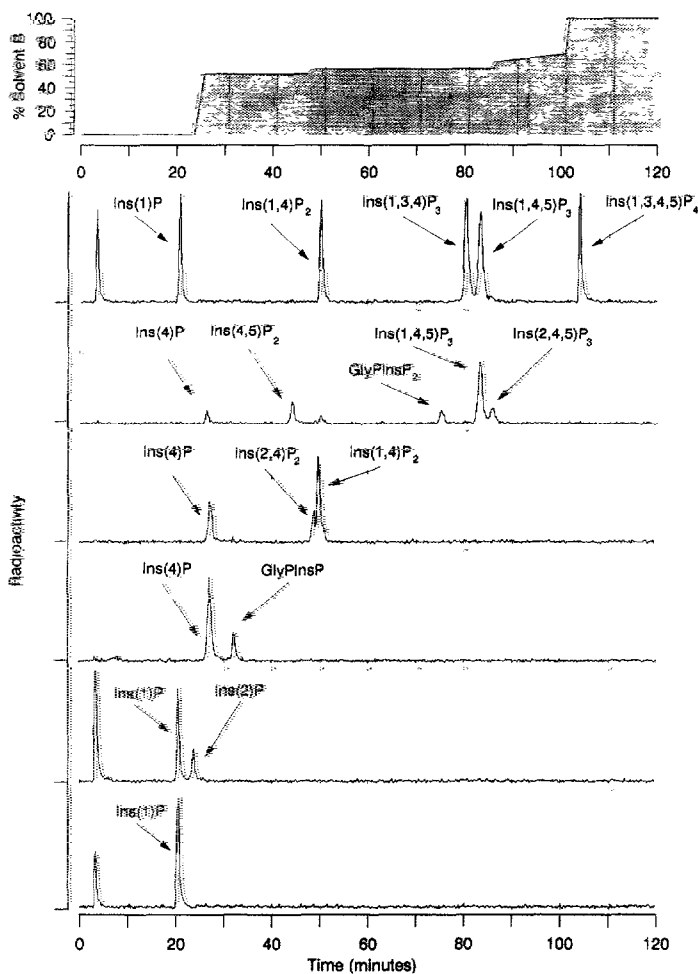 % Solvent B
100
80
60
40
20
0
0 20 40 60 80 100 120
Ins(1)P Ins(1,4)P2 Ins(1,3,4)P3 Ins(1,4,5)P3 Ins(1,3,4,5)P4
Ins(4)P Ins(4,5)P2 GlyPInsP2 Ins(1,4,5)P3 Ins(2,4,5)P3
Ins(4)P Ins(2,4)P2 Ins(1,4)P2
Ins(4)P GlyPInsP
Ins(1)P Ins(2)P
Ins(1)P
Radioactivity
0 20 40 60 80 100 120
Time (minutes)